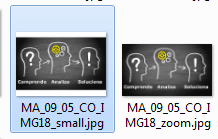 ? !
Comprende Analiza Soluciona
? !
MA_09_05_CO_I
MG18_small.jpg
MA_09_05_CO_I
MG18_zoom.jpg